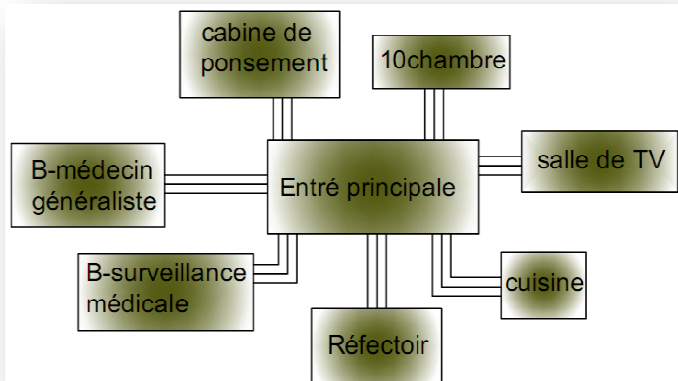 cabine de
ponsement
10chambre
B-médecin
généraliste
Entré principale
salle de TV
B-surveillance
médicale
cuisine
Réfectoir